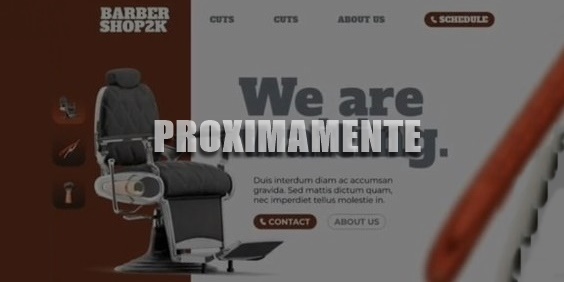 BARBER
SHOP2K
CUTS
CUTS
ABOUT US
SCHEDULE
We are
PROXIMAMENTE
Duis interdum diam ac accumsan
gravida. Sed mattis dictum quam,
nec imperdiet tellus molestie in.
CONTACT
ABOUT US